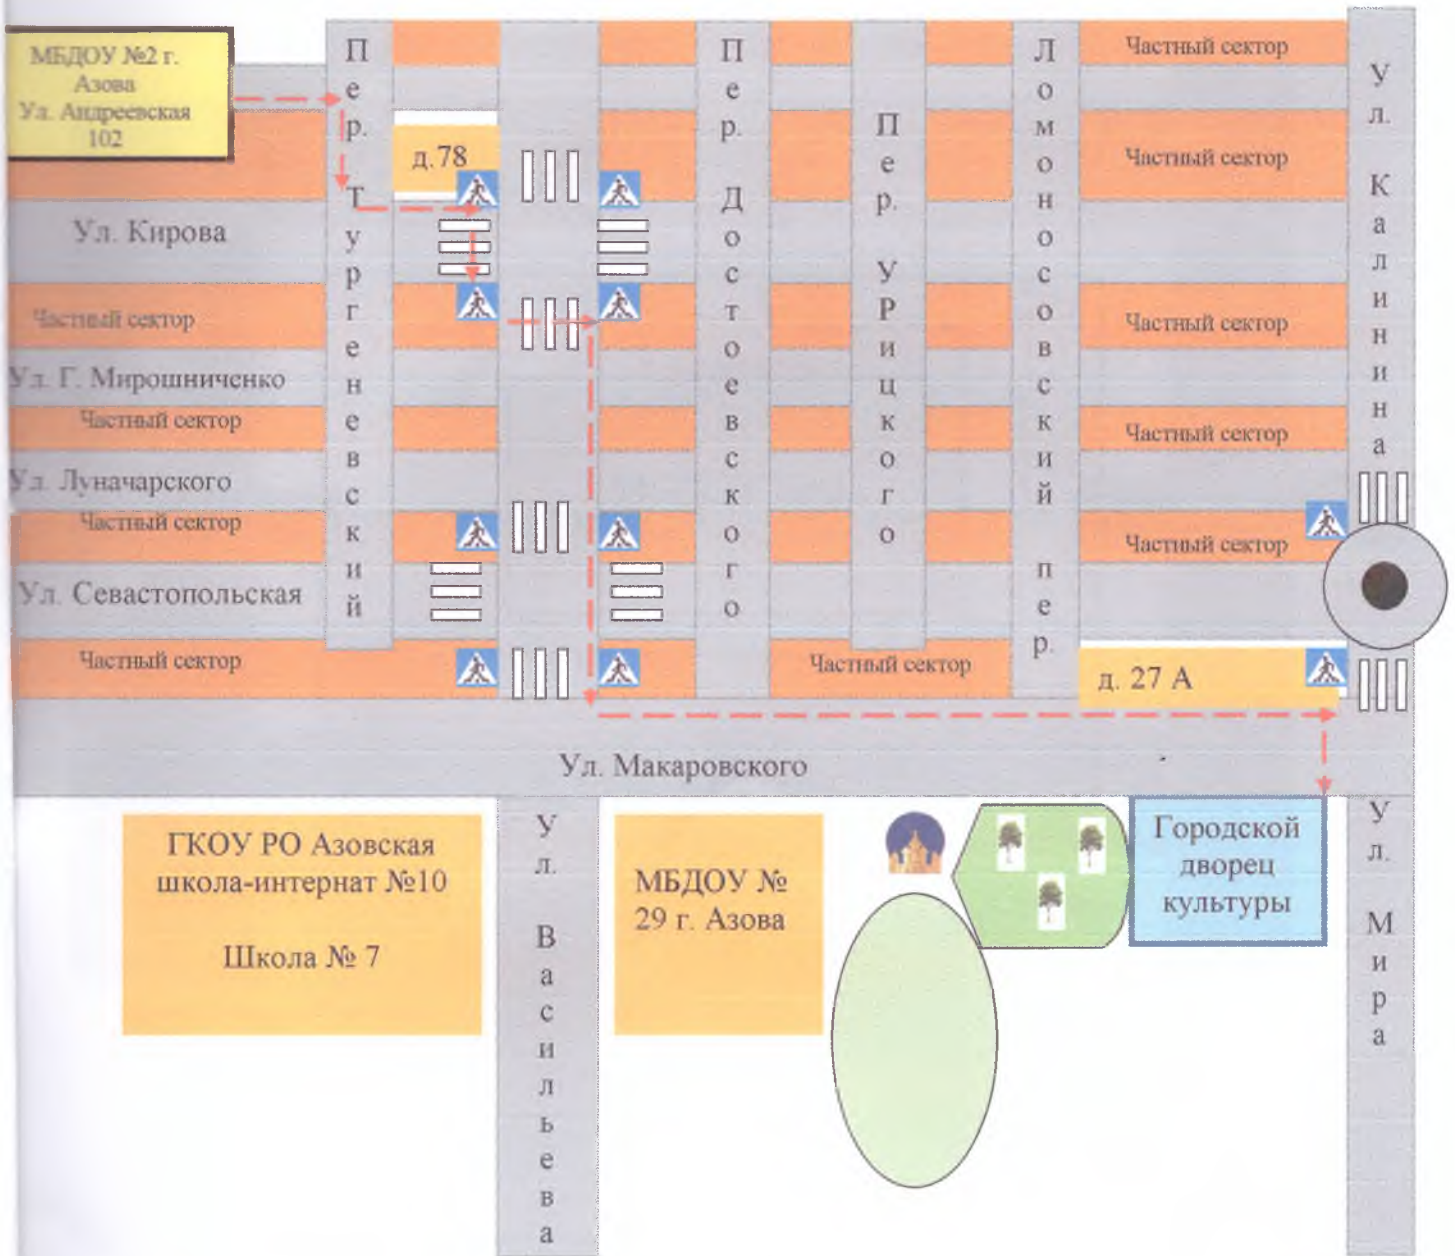 МБДОУ №2 г.
Азова
Ул. Андреевская
102
Пер. Тургеневский
д.78
Пер. Достоевского
Пер. УРицкого
Ломоносовский пер.
Ул. Калинина
Частный сектор
Частный сектор
Ул. Кирова
Частный сектор
Частный сектор
Ул. Г. Мирошниченко
Частный сектор
Частный сектор
Ул. Луначарского
Частный сектор
Частный сектор
Ул. Севастопольская
Частный сектор
Частный сектор
д. 27 А
Ул. Макаровского
ГКОУ РО Азовская
школа-интернат №10
Школа № 7
Ул. Васильева
МБДОУ №
29 г. Азова
Городской
дворец
культуры
Ул. Мира